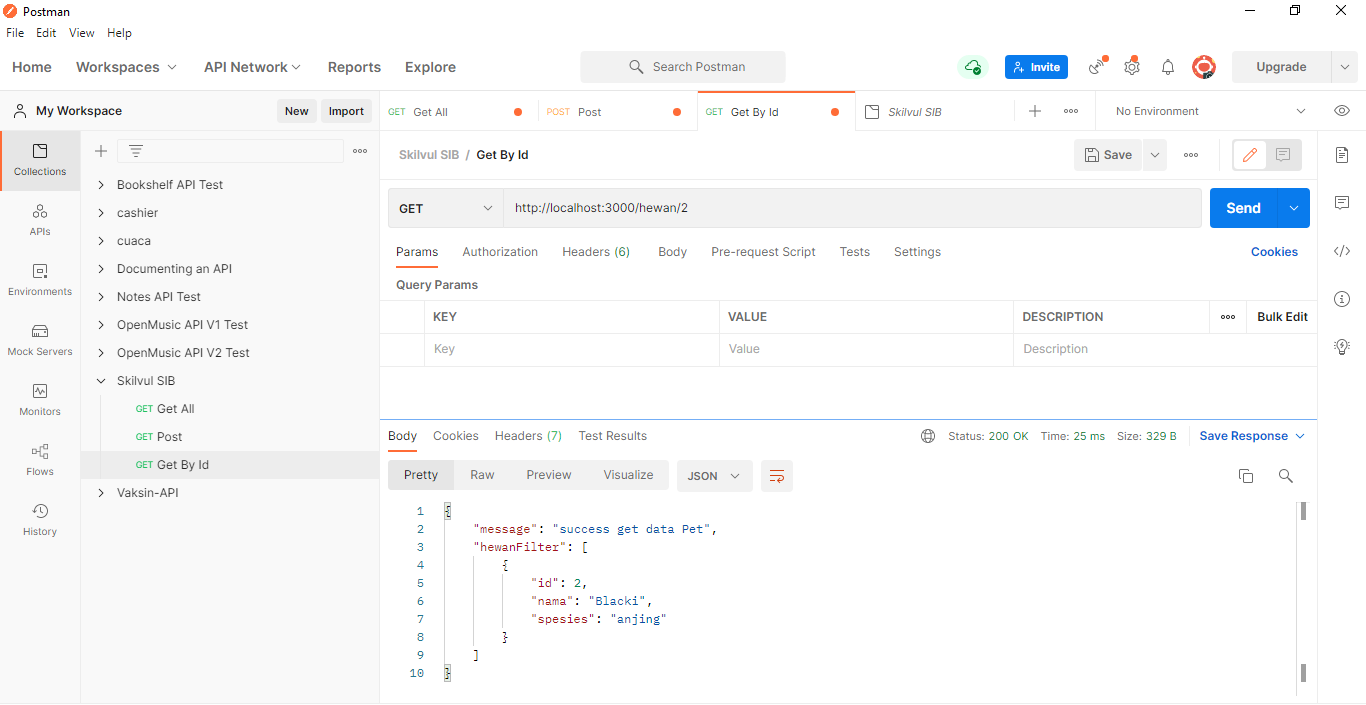 Postman
File Edit View Help
Home Workspaces API Network Reports Explore Search Postman Invite Upgrade
My Workspace New Import GET Get All POST Post GET Get By Id Skilvul SIB No Environment
Collections
APIs
Environments
Mock Servers
Monitors
Flows
History
Bookshelf API Test
cashier
cuaca
Documenting an API
Notes API Test
OpenMusic API V1 Test
OpenMusic API V2 Test
Skilvul SIB
GET Get All
GET Post
GET Get By Id
Vaksin-API
Skilvul SIB / Get By Id Save
GET http://localhost:3000/hewan/2 Send
Params Authorization Headers (6) Body Pre-request Script Tests Settings Cookies
Query Params
KEY VALUE DESCRIPTION Bulk Edit
Key Value Description
Body Cookies Headers (7) Test Results Status: 200 OK Time: 25 ms Size: 329 B Save Response
Pretty Raw Preview Visualize JSON
1 {
2 "message": "success get data Pet",
3 "hewanFilter": [
4 {
5 "id": 2,
6 "nama": "Blacki",
7 "spesies": "anjing"
8 }
9 ]
10 }